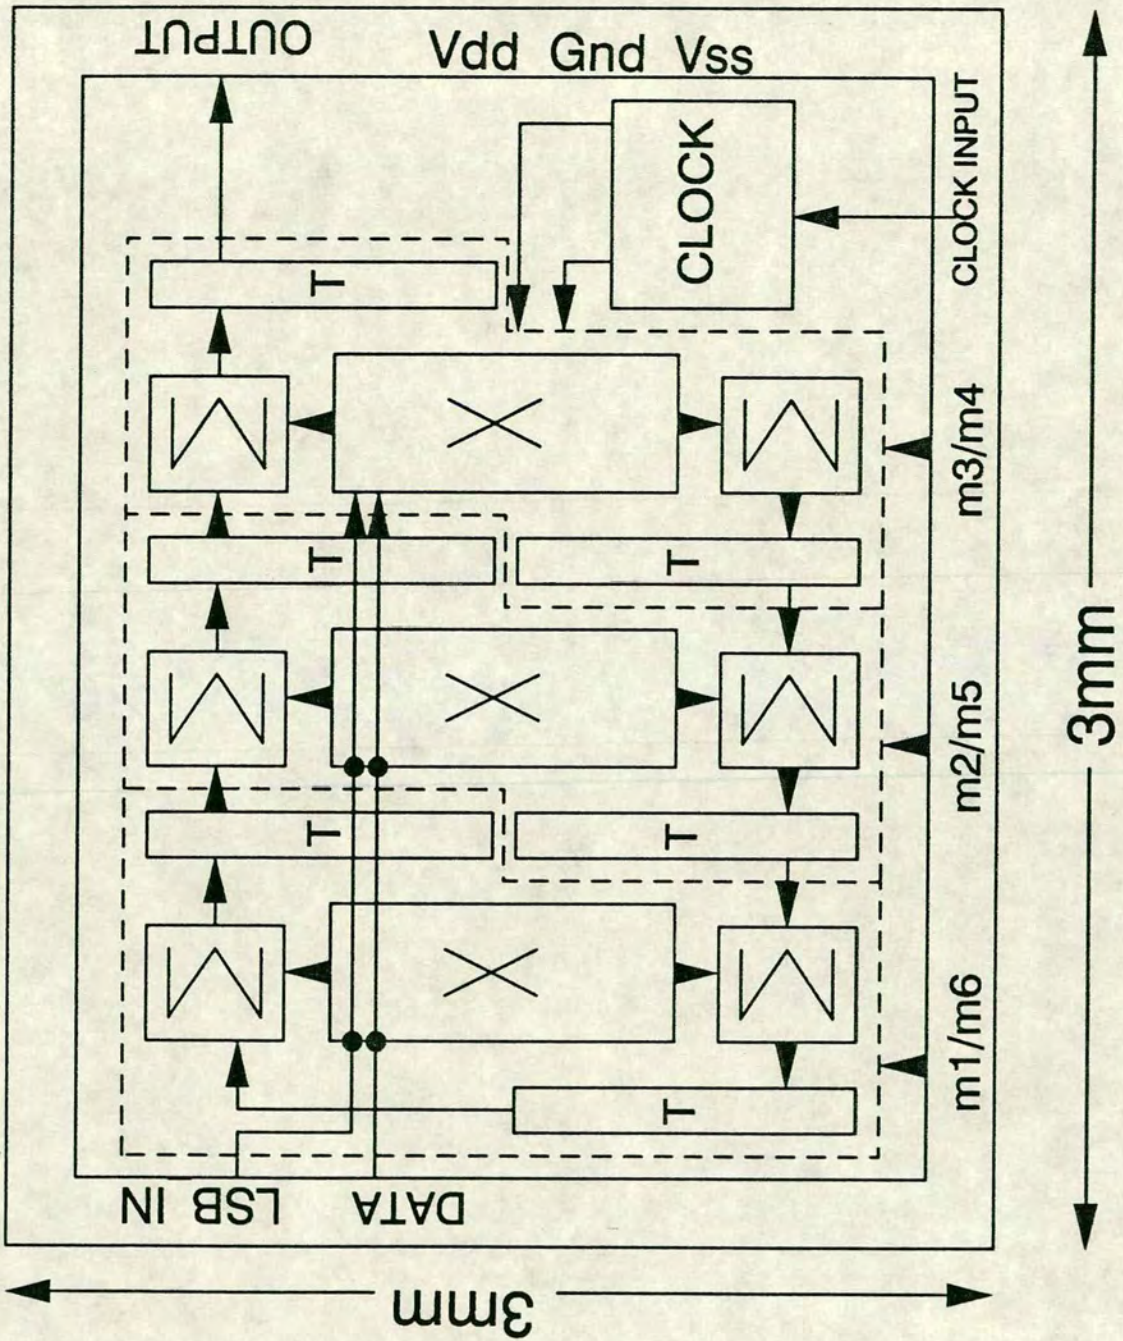 OUTPUT
Vdd Gnd Vss
T
CLOCK
CLOCK INPUT
Σ
X
Σ
m3/m4
T
T
Σ
X
Σ
m2/m5
T
T
Σ
X
Σ
m1/m6
T
LSB IN
DATA
3mm
3mm